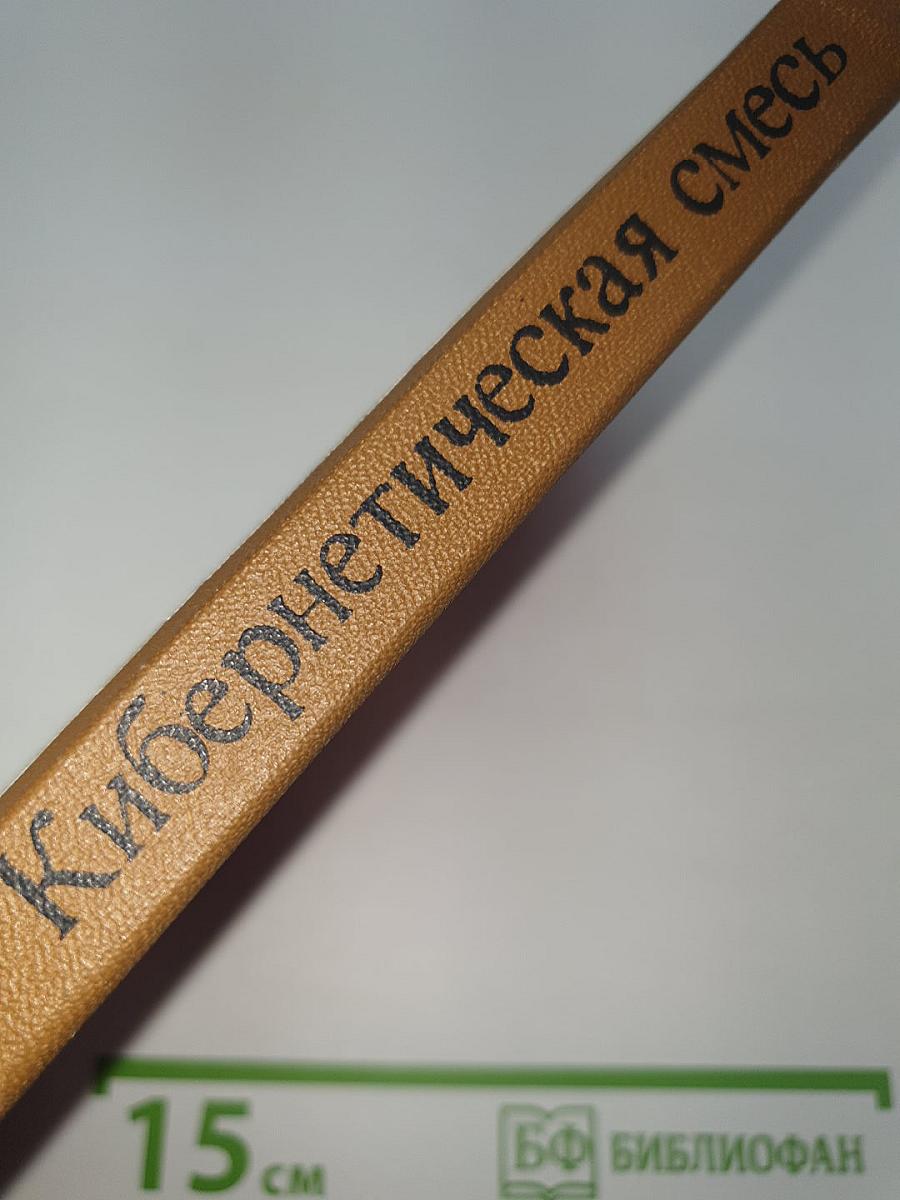 Кибернетическая смесь
15 см
БФ БИБЛИОФАН